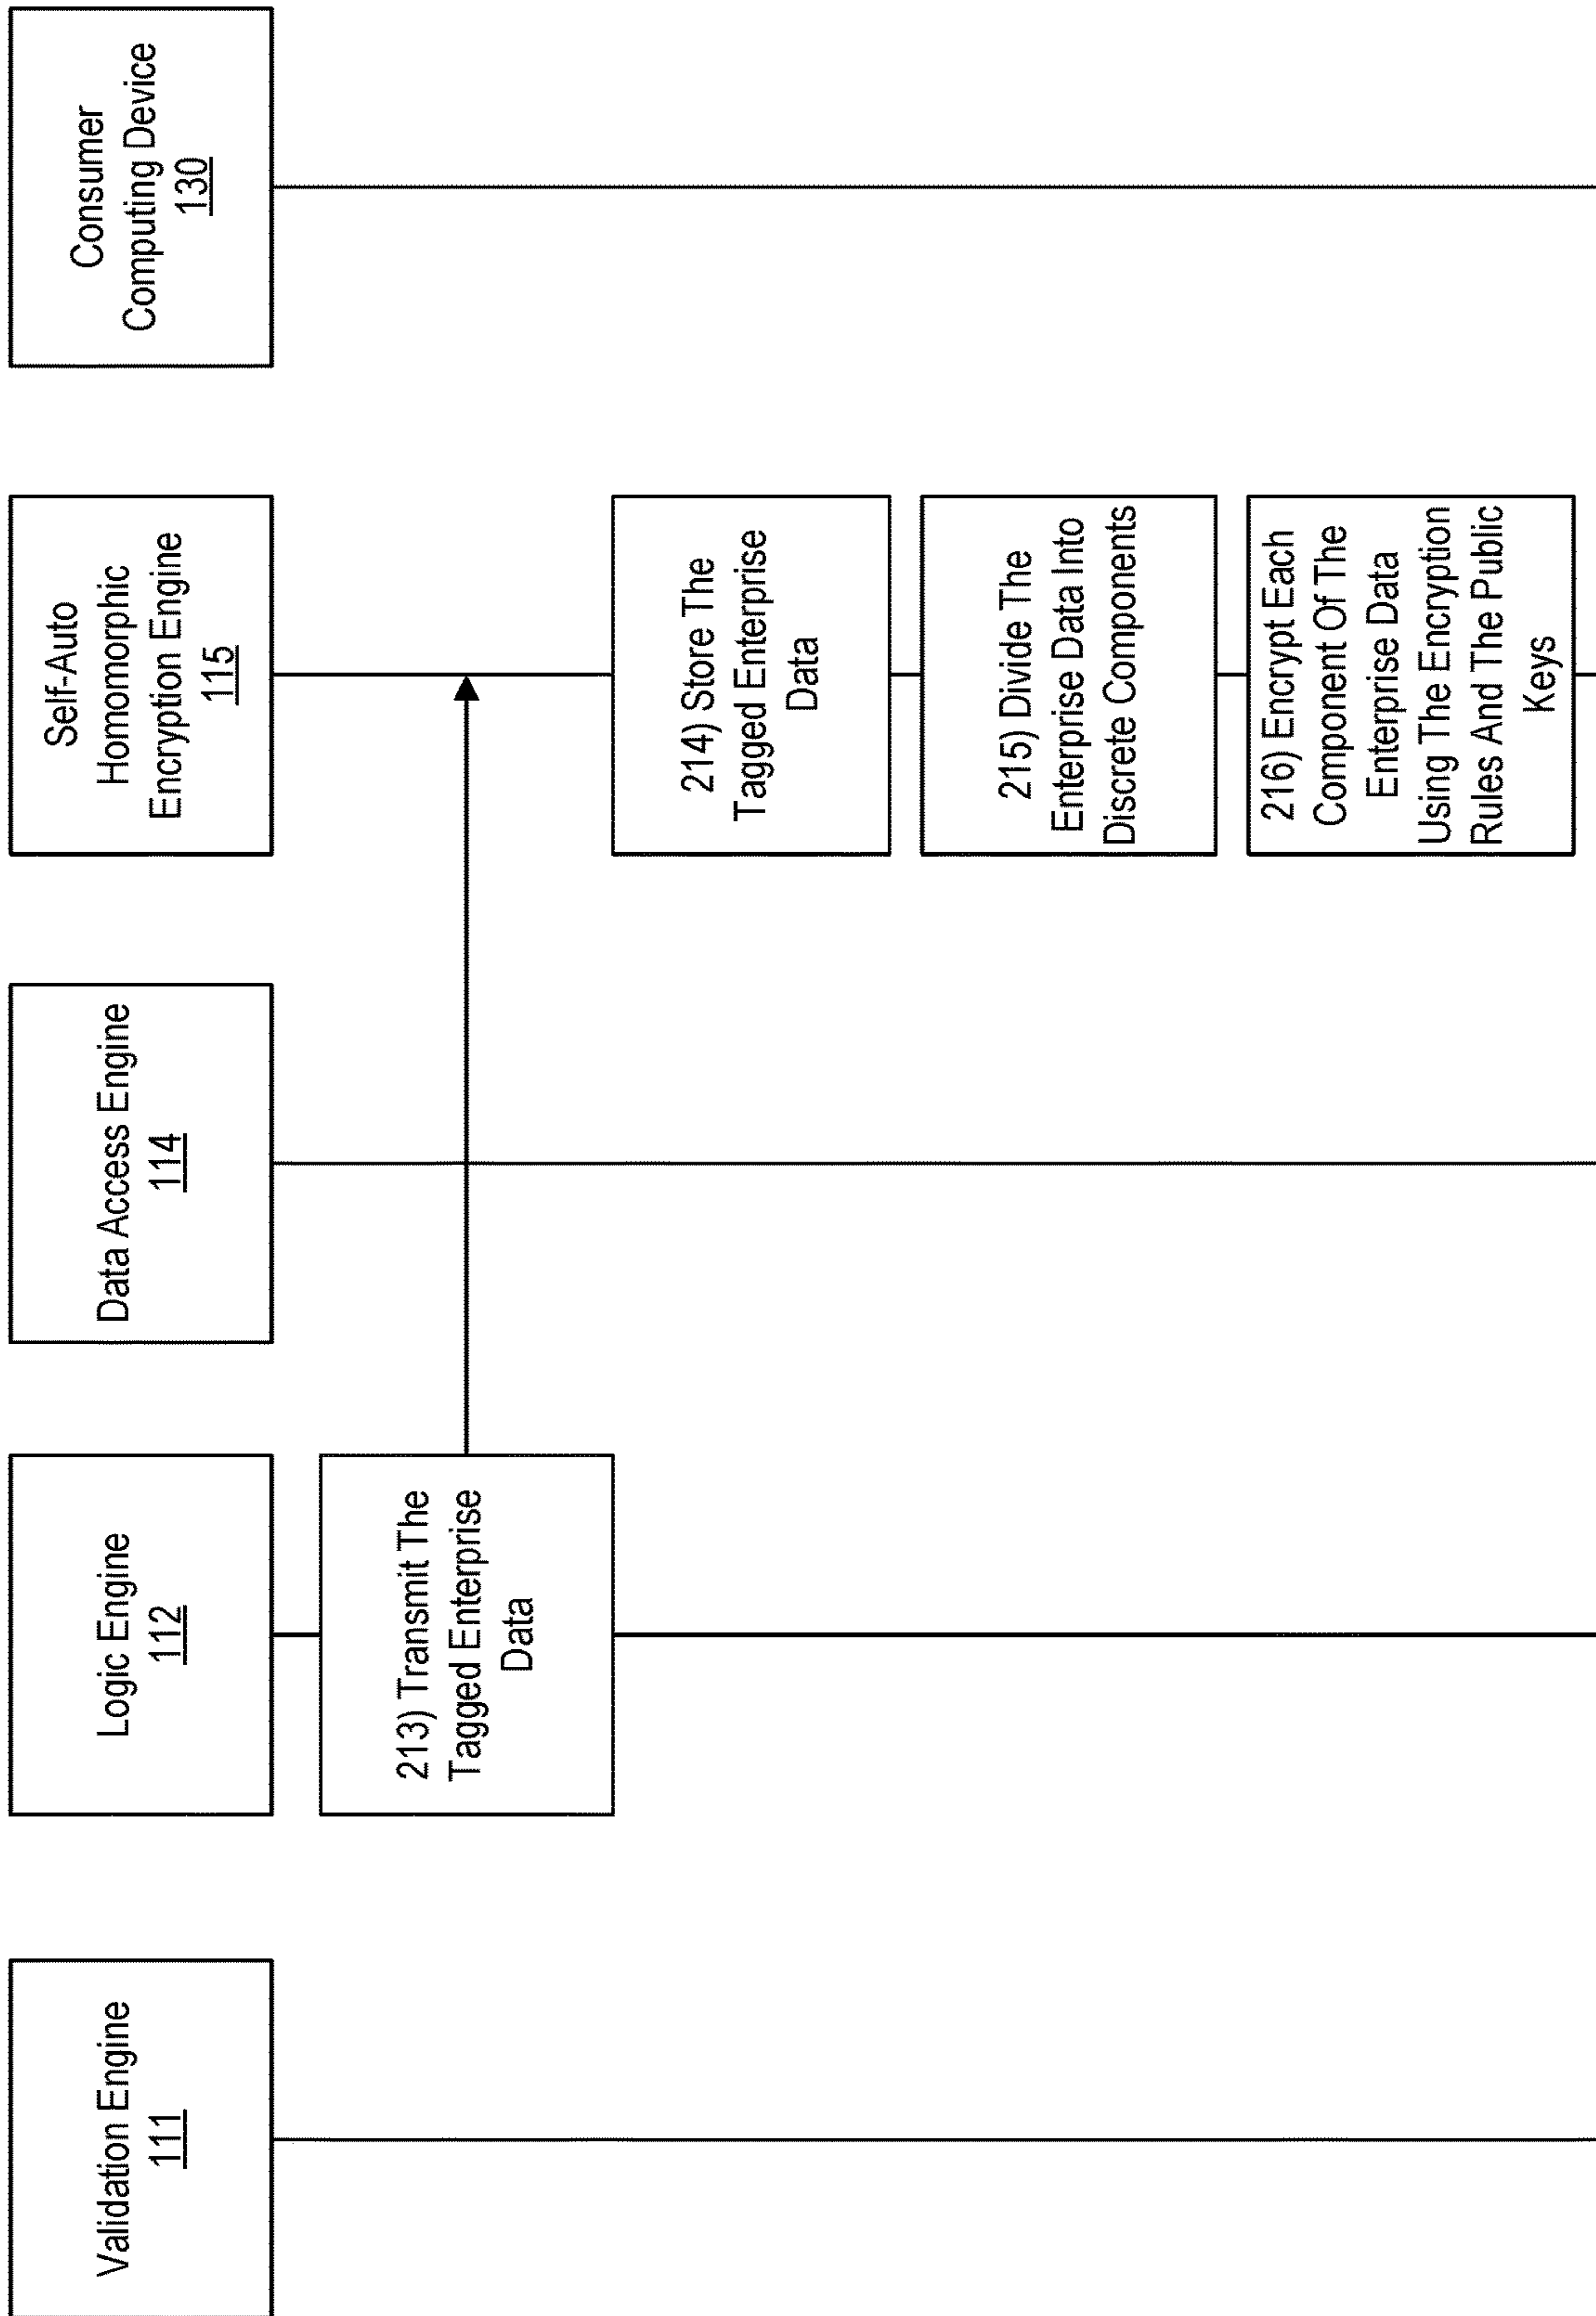 Validation Engine
111
Logic Engine
112
Data Access Engine
114
Self-Auto
Homomorphic
Encryption Engine
115
Consumer
Computing Device
130
213) Transmit The
Tagged Enterprise
Data
214) Store The
Tagged Enterprise
Data
215) Divide The
Enterprise Data Into
Discrete Components
216) Encrypt Each
Component Of The
Enterprise Data
Using The Encryption
Rules And The Public
Keys